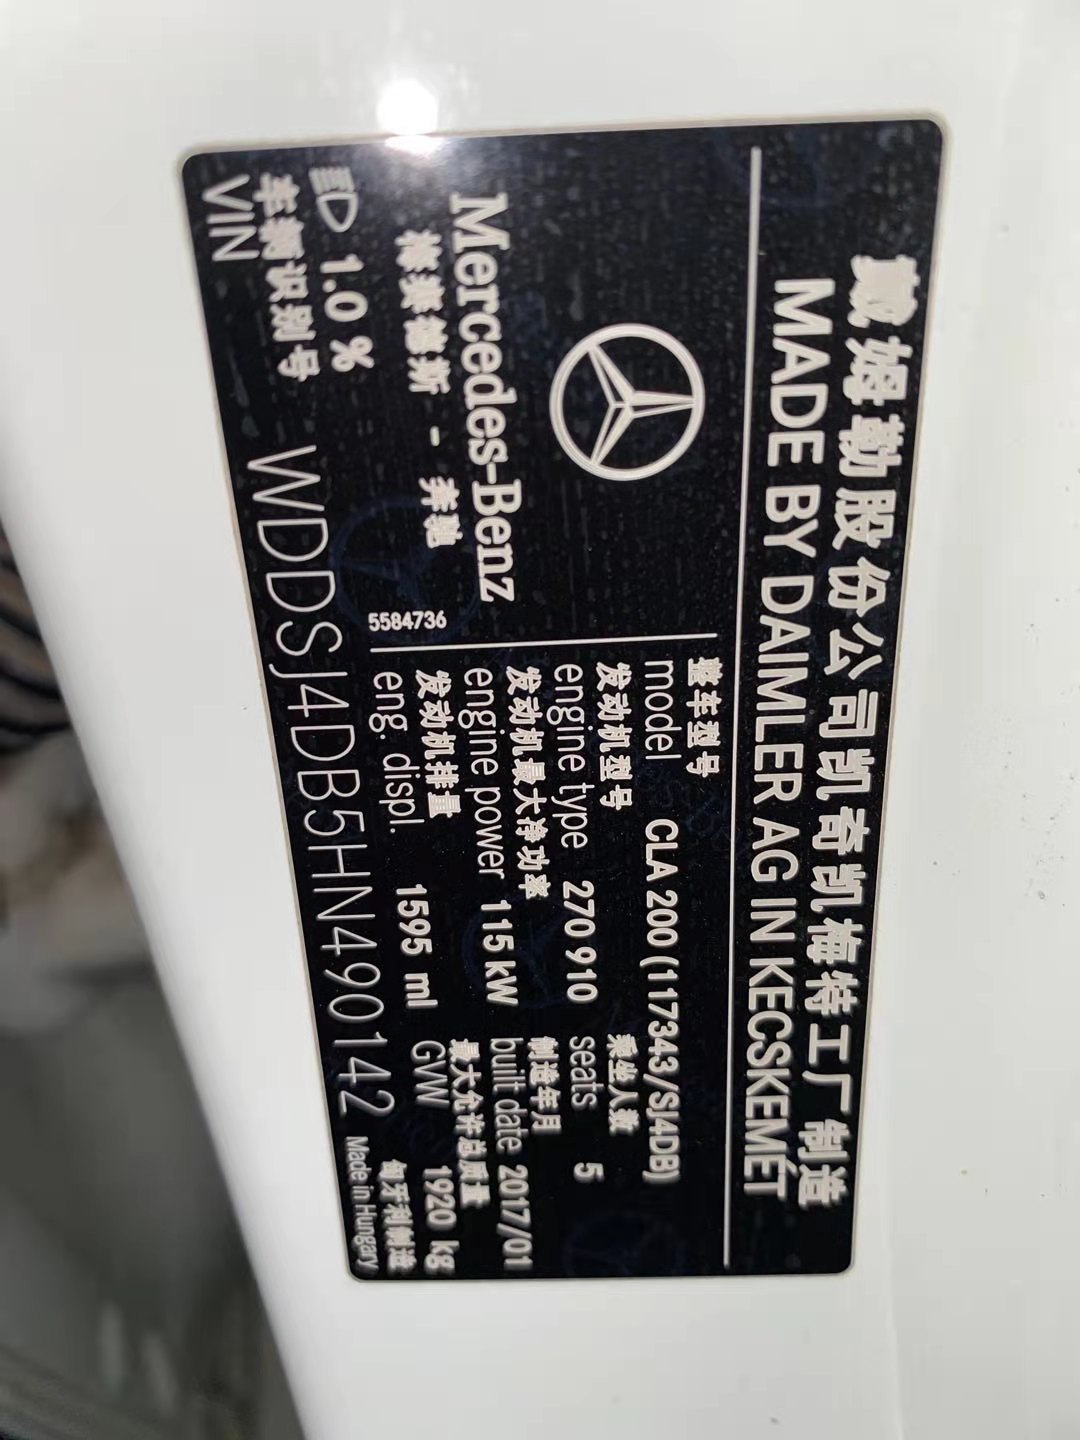 戴姆勒股份公司凯奇凯梅特工厂 制造
MADE BY DAIMLER AG IN KECSKEMÉT
Mercedes-Benz
梅赛德斯 - 奔驰
5584736
整车型号
model CLA 200 (117343/SJ4DB)
发动机型号
engine type 270 910
乘坐人数
seats 5
发动机最大净功率
engine power 115 kW
制造年月
built date 2017/01
发动机排量
eng. displ. 1595 ml
最大允许总质量
GVW 1920 kg
1.0 %
车辆识别号
VIN WDDSJ4DB5HN490142
匈牙利制造
Made in Hungary